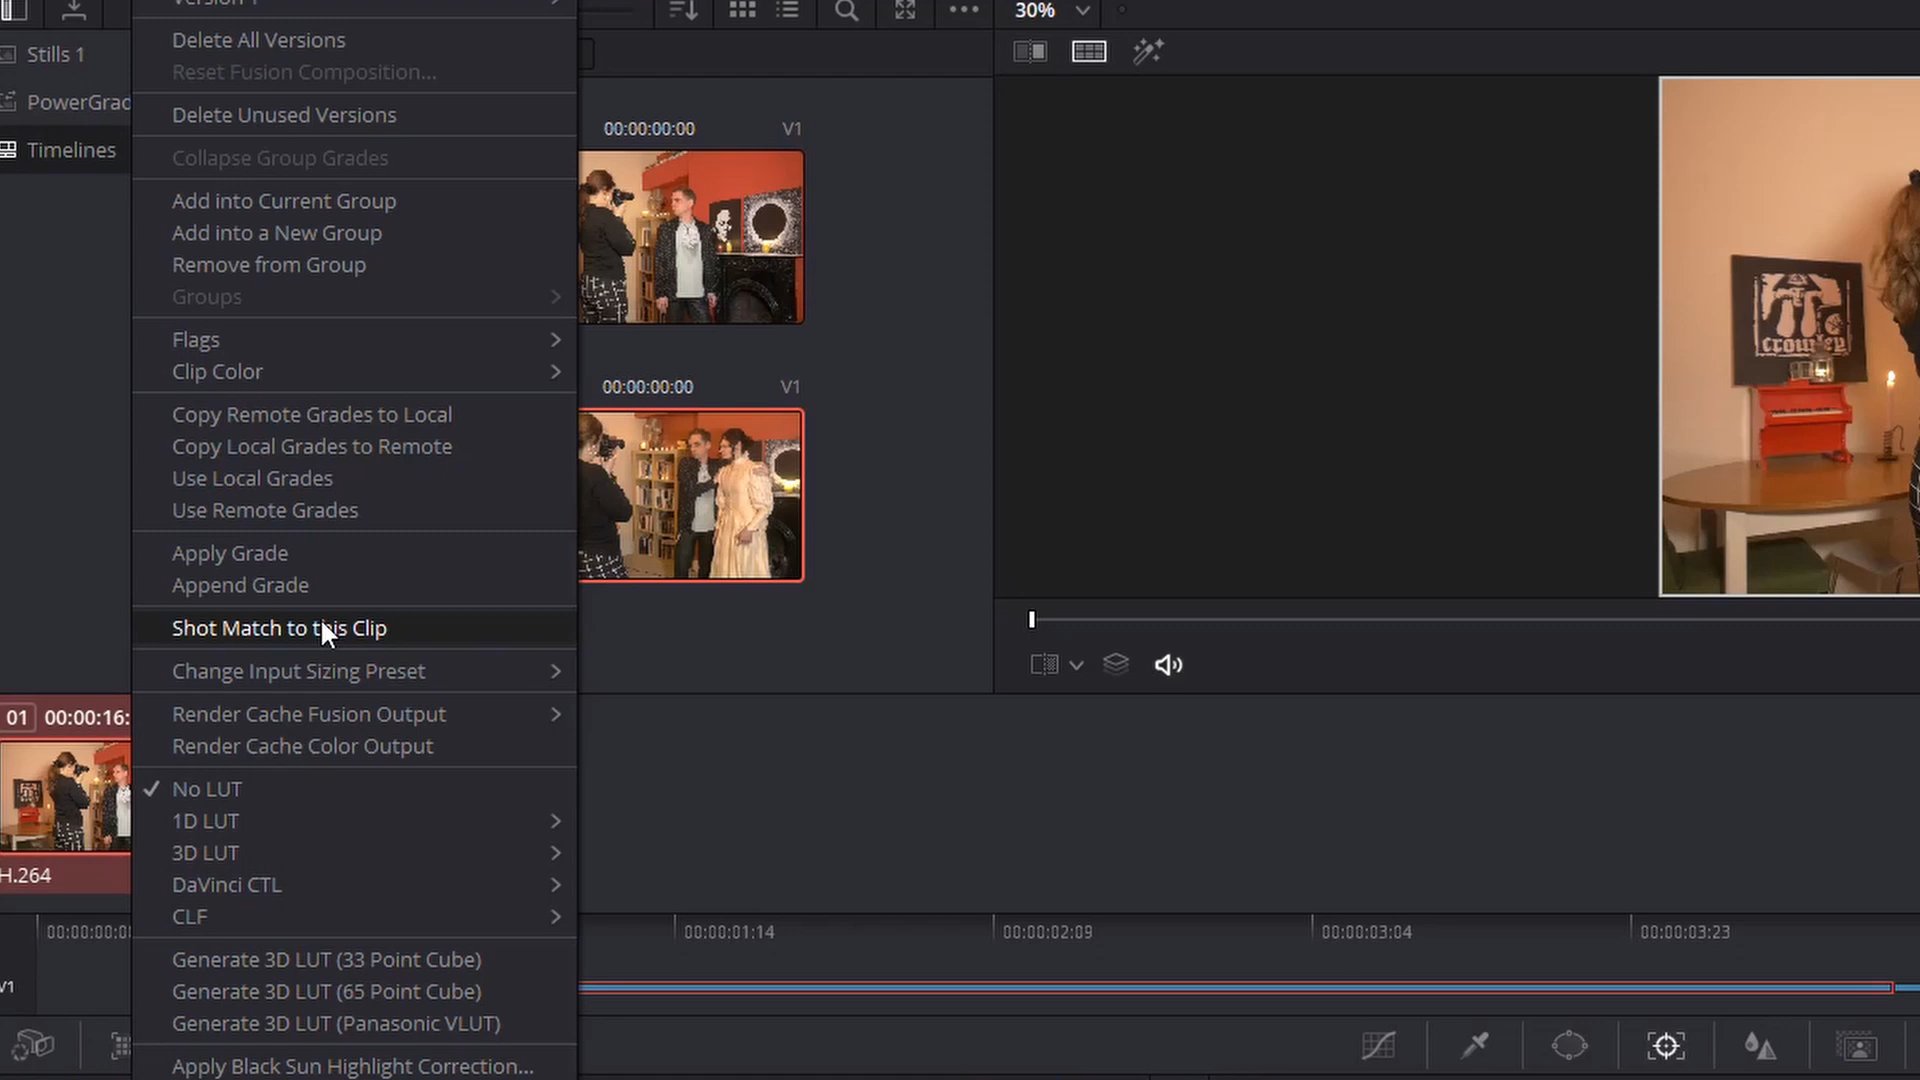 30%
Delete All Versions
Stills 1
Reset Fusion Composition...
PowerGrad
Delete Unused Versions
00:00:00:00 V1
Timelines
Collapse Group Grades
Add into Current Group
Add into a New Group
Remove from Group
Groups
Flags
crowley
Clip Color
00:00:00:00 V1
Copy Remote Grades to Local
Copy Local Grades to Remote
Use Local Grades
Use Remote Grades
Apply Grade
Append Grade
Shot Match to this Clip
Change Input Sizing Preset
01 00:00:16:
Render Cache Fusion Output
Render Cache Color Output
No LUT
1D LUT
3D LUT
H.264
DaVinci CTL
CLF
00:00:00:0 00:00:01:14 00:00:02:09 00:00:03:04 00:00:03:23
Generate 3D LUT (33 Point Cube)
V1
Generate 3D LUT (65 Point Cube)
Generate 3D LUT (Panasonic VLUT)
Apply Black Sun Highlight Correction...